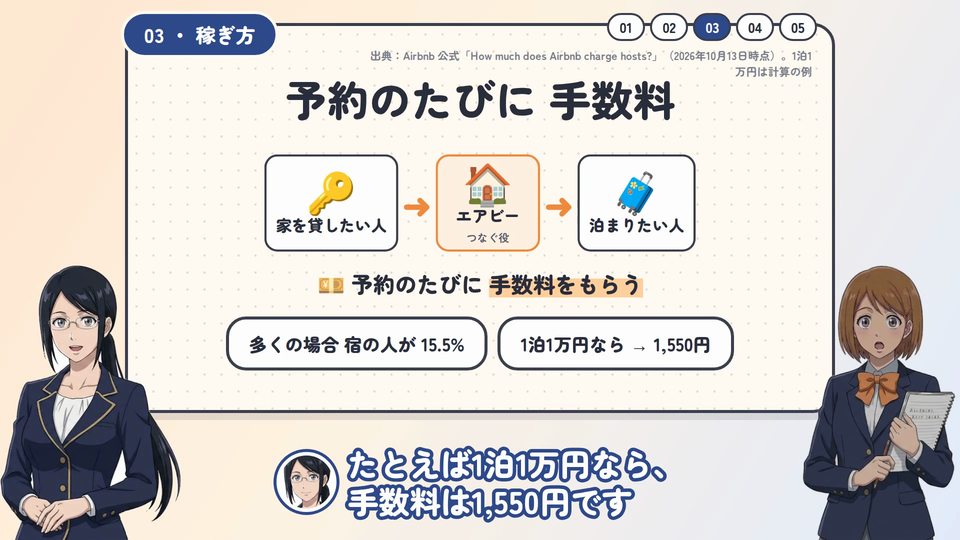 03 ・ 稼ぎ方
01 02 03 04 05
出典：Airbnb 公式「How much does Airbnb charge hosts?」（2026年10月13日時点）。1泊1
万円は計算の例
予約のたびに 手数料
家を貸したい人
エアビー
つなぐ役
泊まりたい人
予約のたびに 手数料をもらう
多くの場合 宿の人が 15.5%
1泊1万円なら → 1,550円
たとえば1泊1万円なら、
手数料は1,550円です